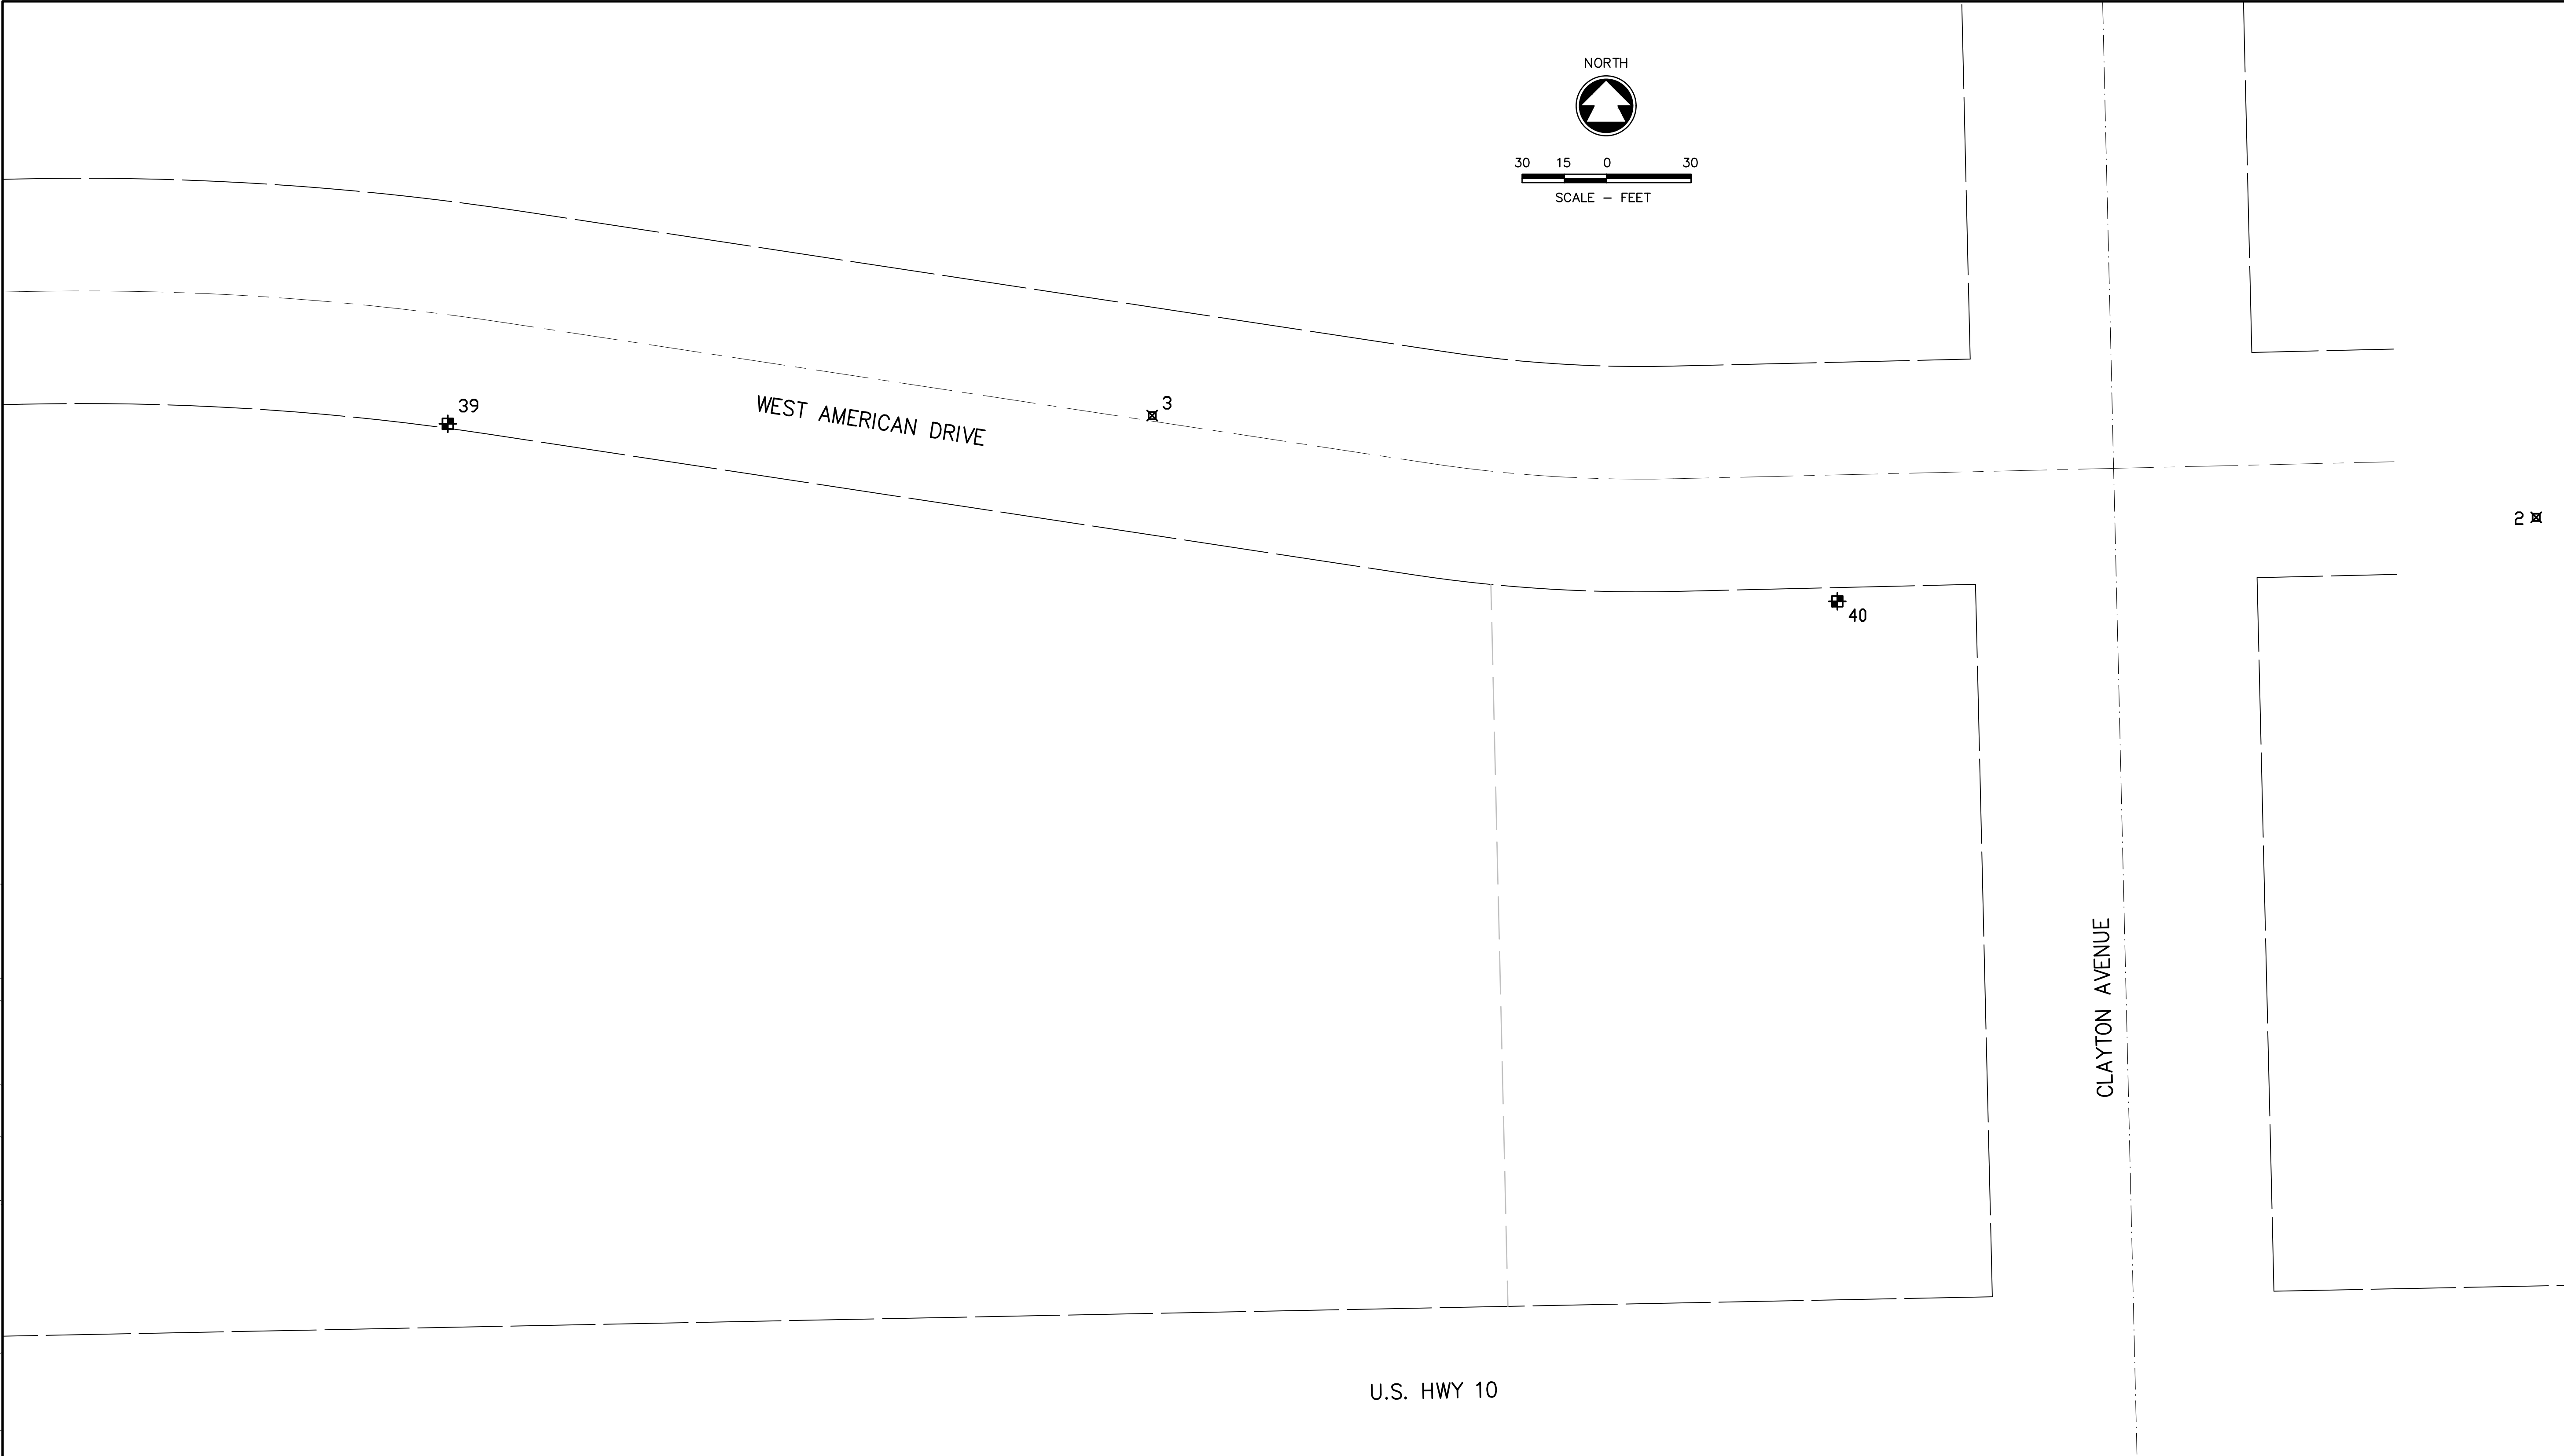 NORTH
30 15 0 30
SCALE – FEET
39
3
WEST AMERICAN DRIVE
2
40
CLAYTON AVENUE
U.S. HWY 10